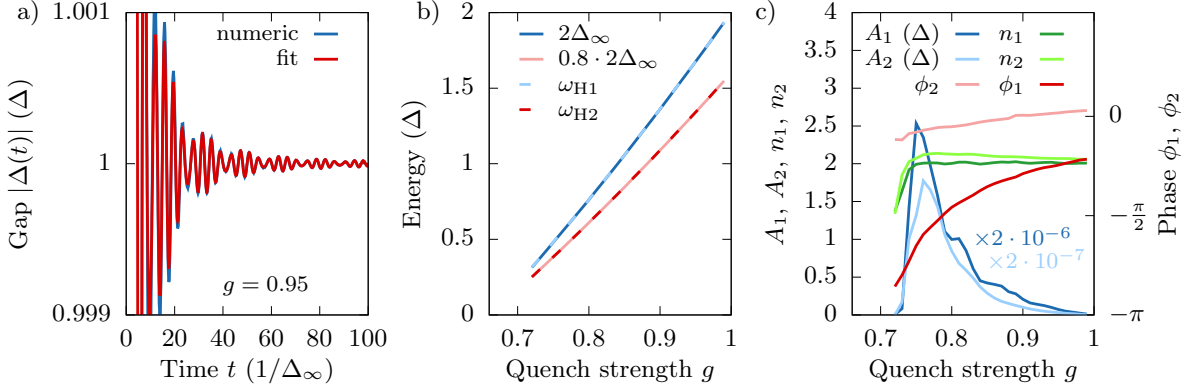 a)
Gap |Δ(t)| (Δ)
1.001
1
0.999
numeric
fit
g = 0.95
0 20 40 60 80 100
Time t (1/Δ∞)
b)
Energy (Δ)
2
1.5
1
0.5
0
2Δ∞
0.8 · 2Δ∞
ωH1
ωH2
0.7 0.8 0.9 1
Quench strength g
c)
A1, A2, n1, n2
4
3.5
3
2.5
2
1.5
1
0.5
0
A1 (Δ) n1
A2 (Δ) n2
ϕ2 ϕ1
×2 · 10⁻⁶
×2 · 10⁻⁷
0.7 0.8 0.9 1
Quench strength g
0
−π/2
−π
Phase ϕ1, ϕ2